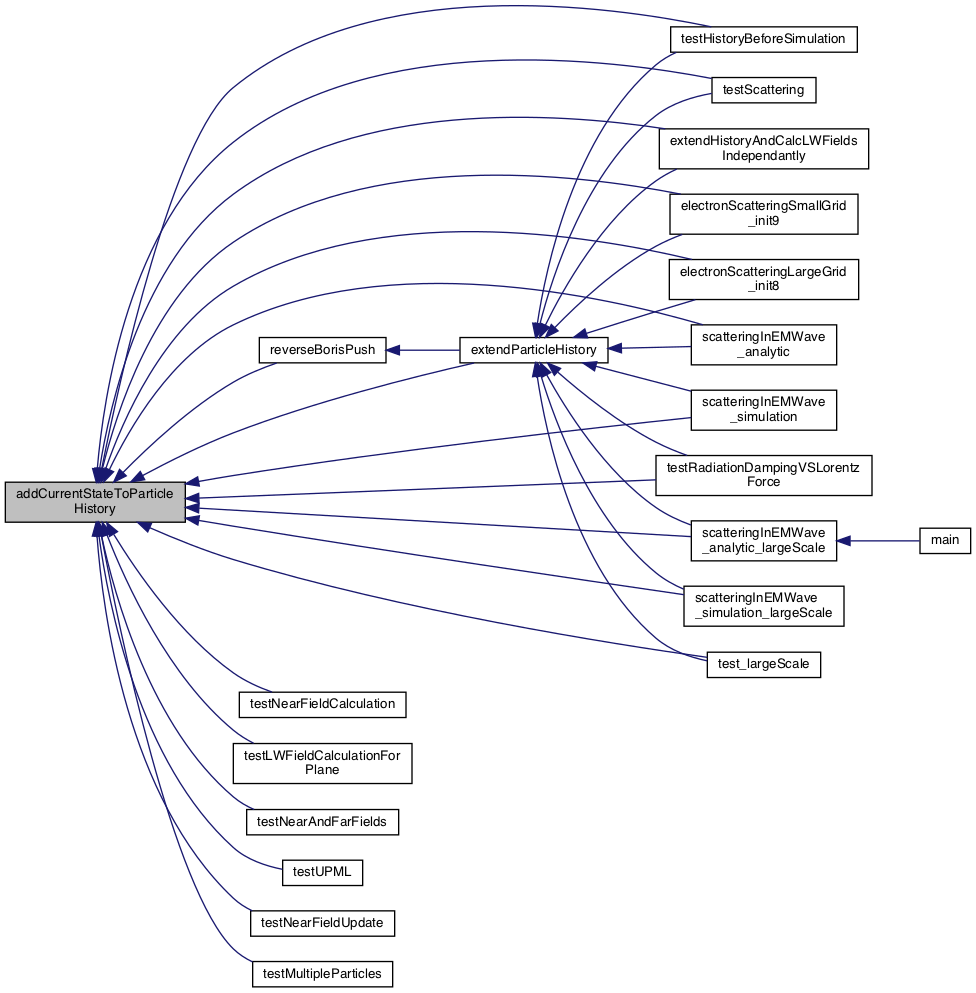 testHistoryBeforeSimulation
testScattering
extendHistoryAndCalcLWFields
Independantly
electronScatteringSmallGrid
_init9
electronScatteringLargeGrid
_init8
scatteringInEMWave
_analytic
reverseBorisPush
extendParticleHistory
scatteringInEMWave
_simulation
testRadiationDampingVSLorentz
Force
addCurrentStateToParticle
History
scatteringInEMWave
_analytic_largeScale
main
scatteringInEMWave
_simulation_largeScale
test_largeScale
testNearFieldCalculation
testLWFieldCalculationFor
Plane
testNearAndFarFields
testUPML
testNearFieldUpdate
testMultipleParticles